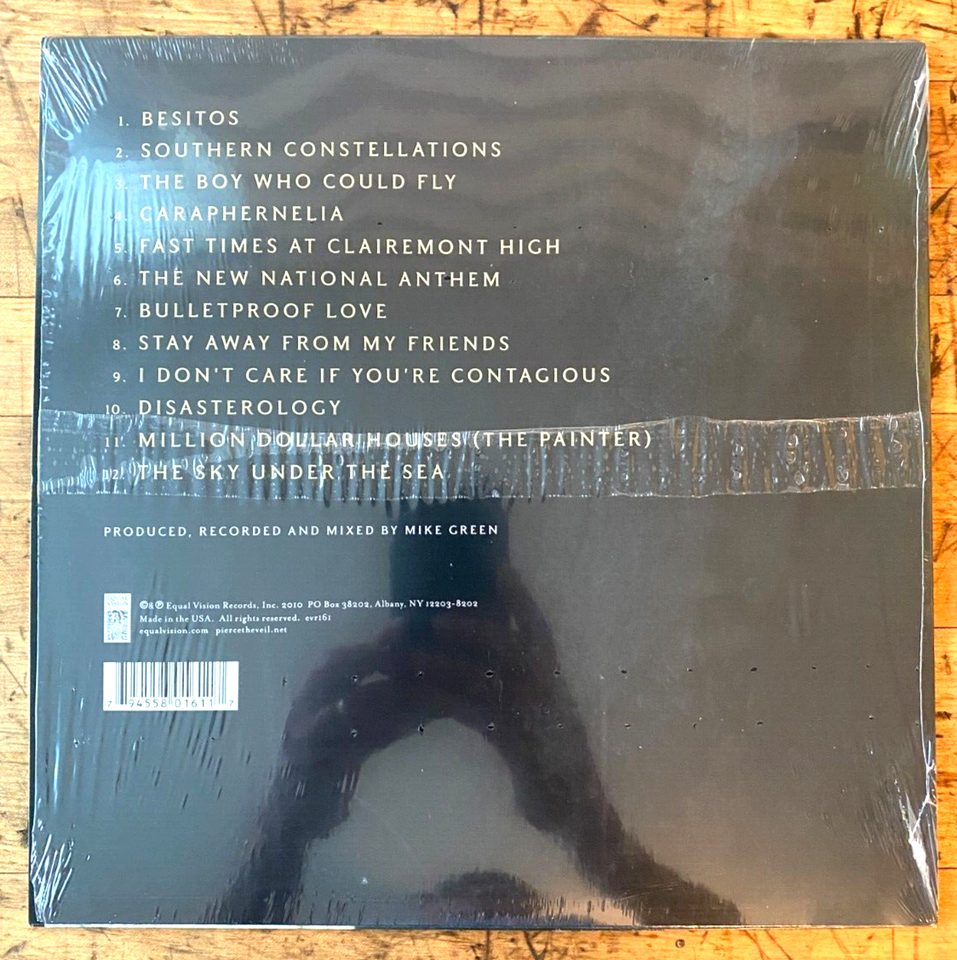 1. BESITOS
2. SOUTHERN CONSTELLATIONS
3. THE BOY WHO COULD FLY
4. CARAPHERNELIA
5. FAST TIMES AT CLAIREMONT HIGH
6. THE NEW NATIONAL ANTHEM
7. BULLETPROOF LOVE
8. STAY AWAY FROM MY FRIENDS
9. I DON'T CARE IF YOU'RE CONTAGIOUS
10. DISASTEROLOGY
11. MILLION DOLLAR HOUSES (THE PAINTER)
12. THE SKY UNDER THE SEA
PRODUCED, RECORDED AND MIXED BY MIKE GREEN
©&℗ Equal Vision Records, Inc. 2010 PO Box 38202, Albany, NY 12203-8202
Made in the USA. All rights reserved. evr161
equalvision.com piercetheveil.net
7 94558 01611 7